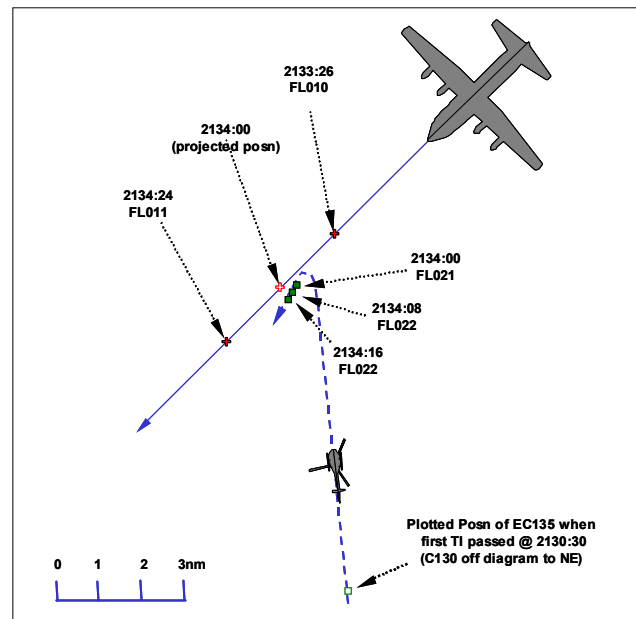 2133:26
FL010
2134:00
(projected posn)
2134:24
FL011
2134:00
FL021
2134:08
FL022
2134:16
FL022
Plotted Posn of EC135 when
first TI passed @ 2130:30
(C130 off diagram to NE)
0 1 2 3nm